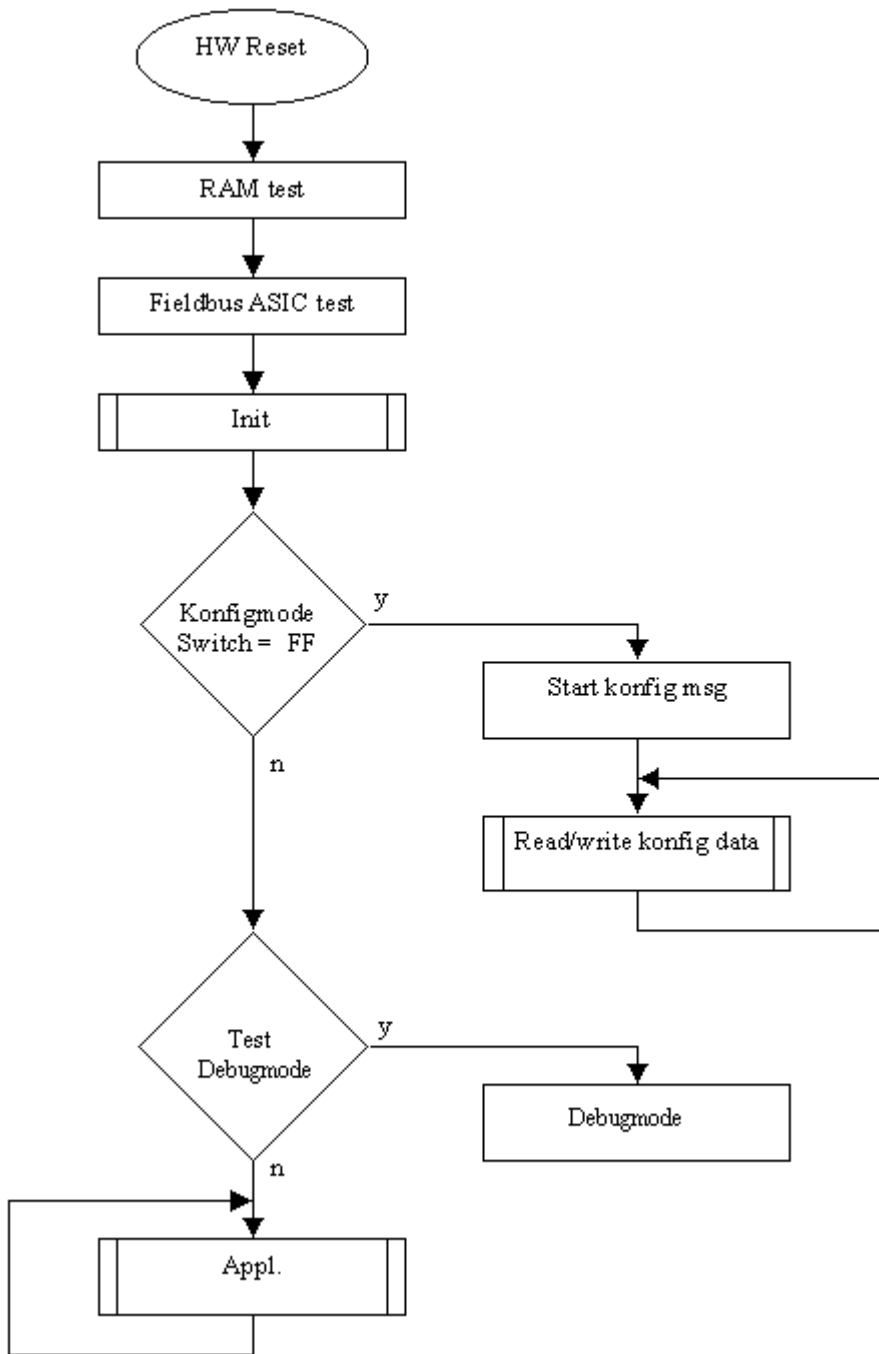 HW Reset
RAM test
Fieldbus ASIC test
Init
Konfigmode
Switch = FF
y
Start konfig msg
n
Read/write konfig data
Test
Debugmode
y
Debugmode
n
Appl.